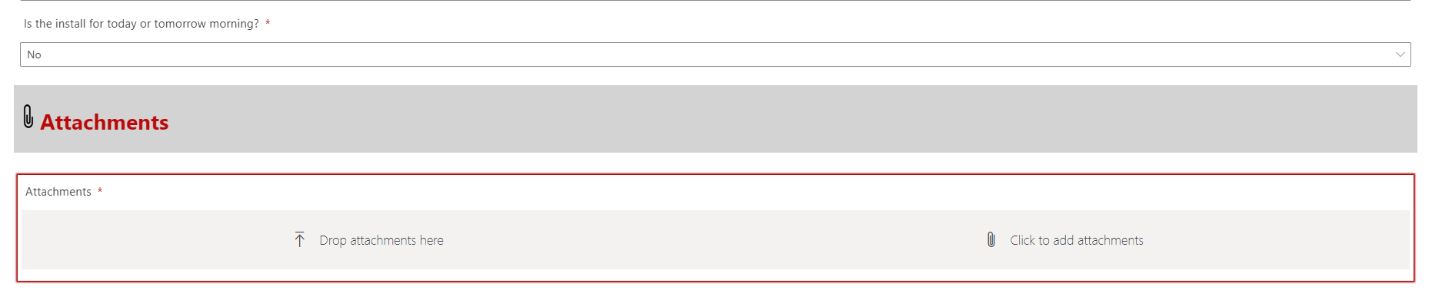 Is the install for today or tomorrow morning? *
No
Attachments
Attachments *
Drop attachments here
Click to add attachments